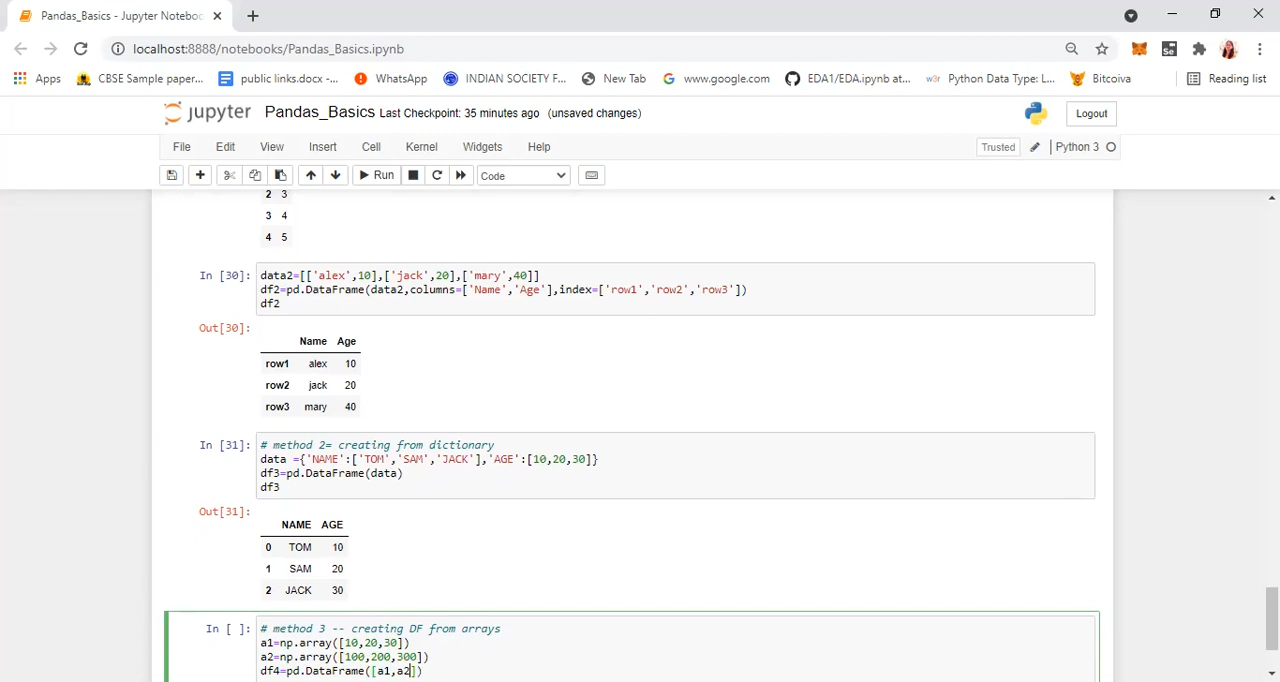 Pandas_Basics - Jupyter Noteboo
localhost:8888/notebooks/Pandas_Basics.ipynb
Apps CBSE Sample paper... public links.docx -... WhatsApp INDIAN SOCIETY F... New Tab www.google.com EDA1/EDA.ipynb at... Python Data Type: L... Bitcoiva Reading list
jupyter Pandas_Basics Last Checkpoint: 35 minutes ago (unsaved changes) Logout
File Edit View Insert Cell Kernel Widgets Help Trusted Python 3
Run Code
2 3
3 4
4 5
In [30]: data2=[['alex',10],['jack',20],['mary',40]]
df2=pd.DataFrame(data2,columns=['Name','Age'],index=['row1','row2','row3'])
df2
Out[30]:
Name Age
row1 alex 10
row2 jack 20
row3 mary 40
In [31]: # method 2= creating from dictionary
data ={'NAME':['TOM','SAM','JACK'],'AGE':[10,20,30]}
df3=pd.DataFrame(data)
df3
Out[31]:
NAME AGE
0 TOM 10
1 SAM 20
2 JACK 30
In [ ]: # method 3 -- creating DF from arrays
a1=np.array([10,20,30])
a2=np.array([100,200,300])
df4=pd.DataFrame([a1,a2])